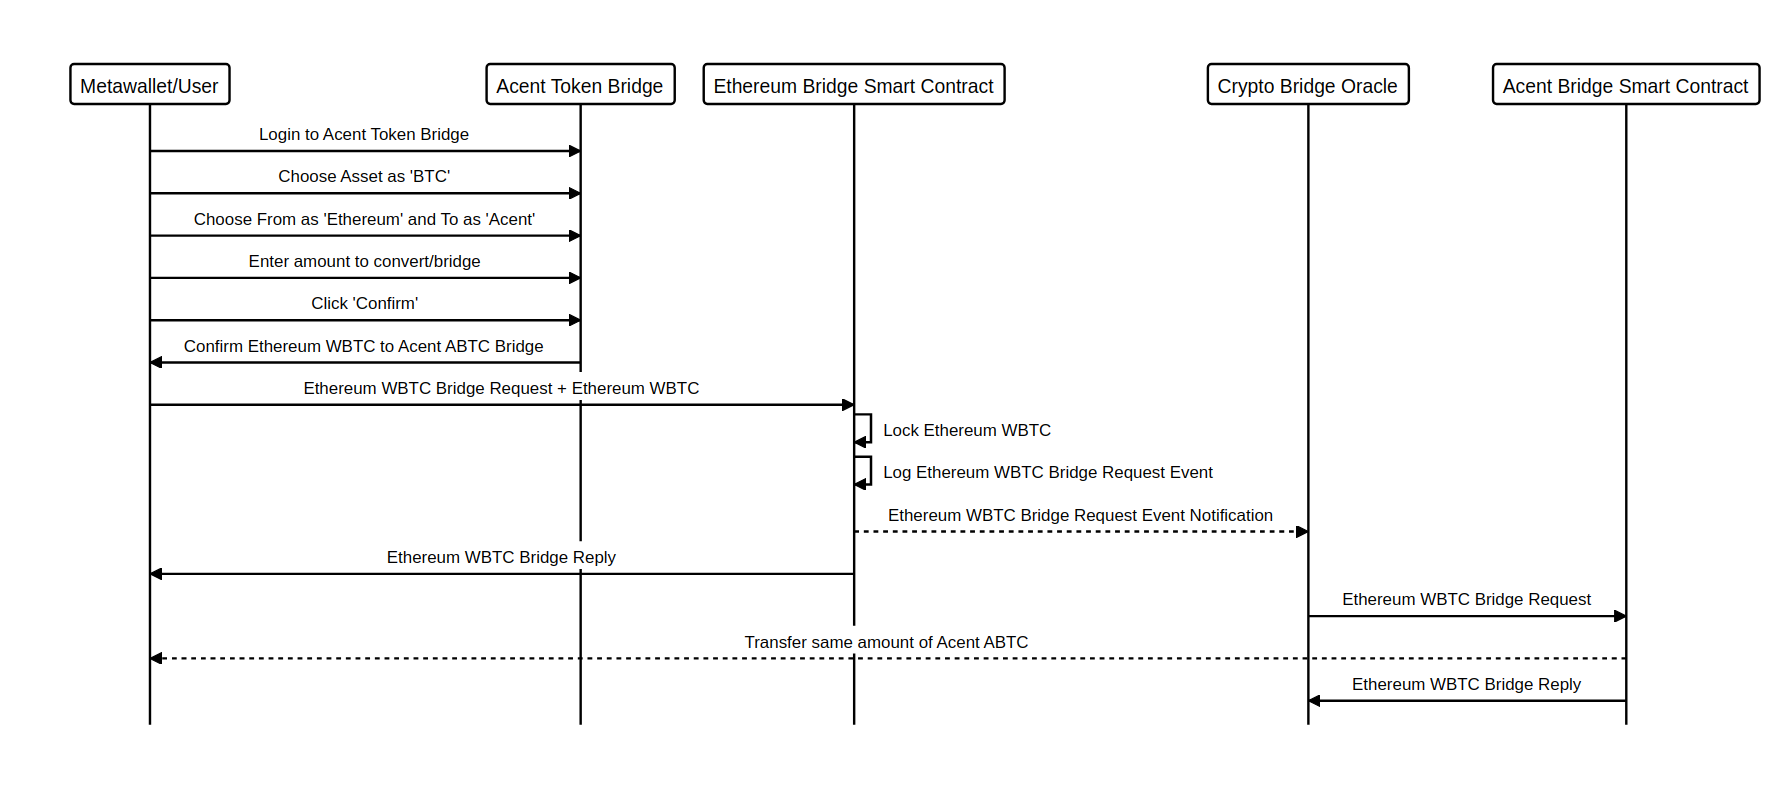 Metawallet/User
Acent Token Bridge
Ethereum Bridge Smart Contract
Crypto Bridge Oracle
Acent Bridge Smart Contract
Login to Acent Token Bridge
Choose Asset as 'BTC'
Choose From as 'Ethereum' and To as 'Acent'
Enter amount to convert/bridge
Click 'Confirm'
Confirm Ethereum WBTC to Acent ABTC Bridge
Ethereum WBTC Bridge Request + Ethereum WBTC
Lock Ethereum WBTC
Log Ethereum WBTC Bridge Request Event
Ethereum WBTC Bridge Request Event Notification
Ethereum WBTC Bridge Reply
Ethereum WBTC Bridge Request
Transfer same amount of Acent ABTC
Ethereum WBTC Bridge Reply